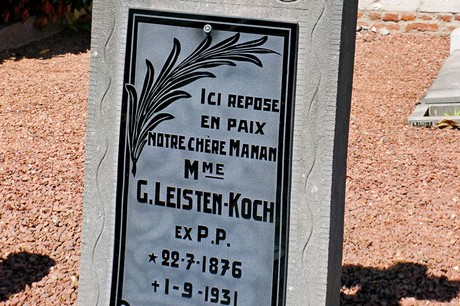 Ici repose
en paix
notre chère Maman
Mme
G. Leisten-Koch
ex P.P.
* 22-7-1876
† 1-9-1931